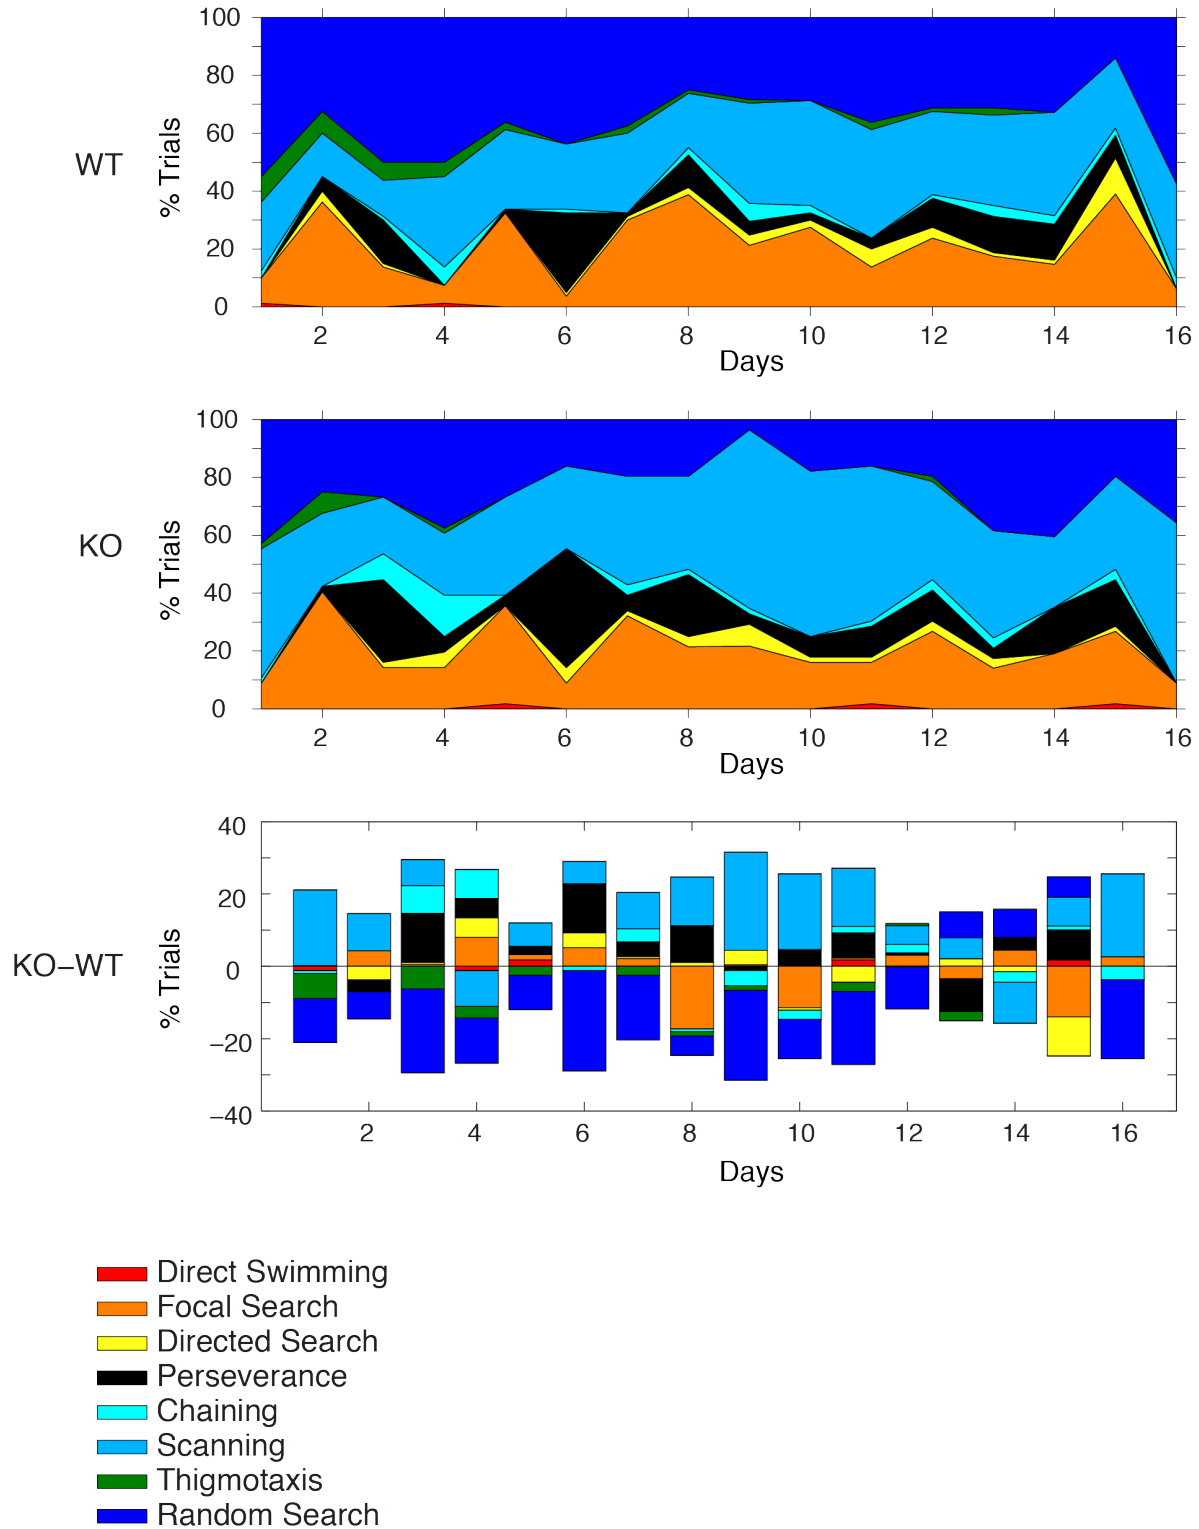 100
80
60
40
20
0
WT
% Trials
2 4 6 8 10 12 14 16
Days
100
80
60
40
20
0
KO
% Trials
2 4 6 8 10 12 14 16
Days
40
20
0
−20
−40
KO−WT
% Trials
2 4 6 8 10 12 14 16
Days
Direct Swimming
Focal Search
Directed Search
Perseverance
Chaining
Scanning
Thigmotaxis
Random Search